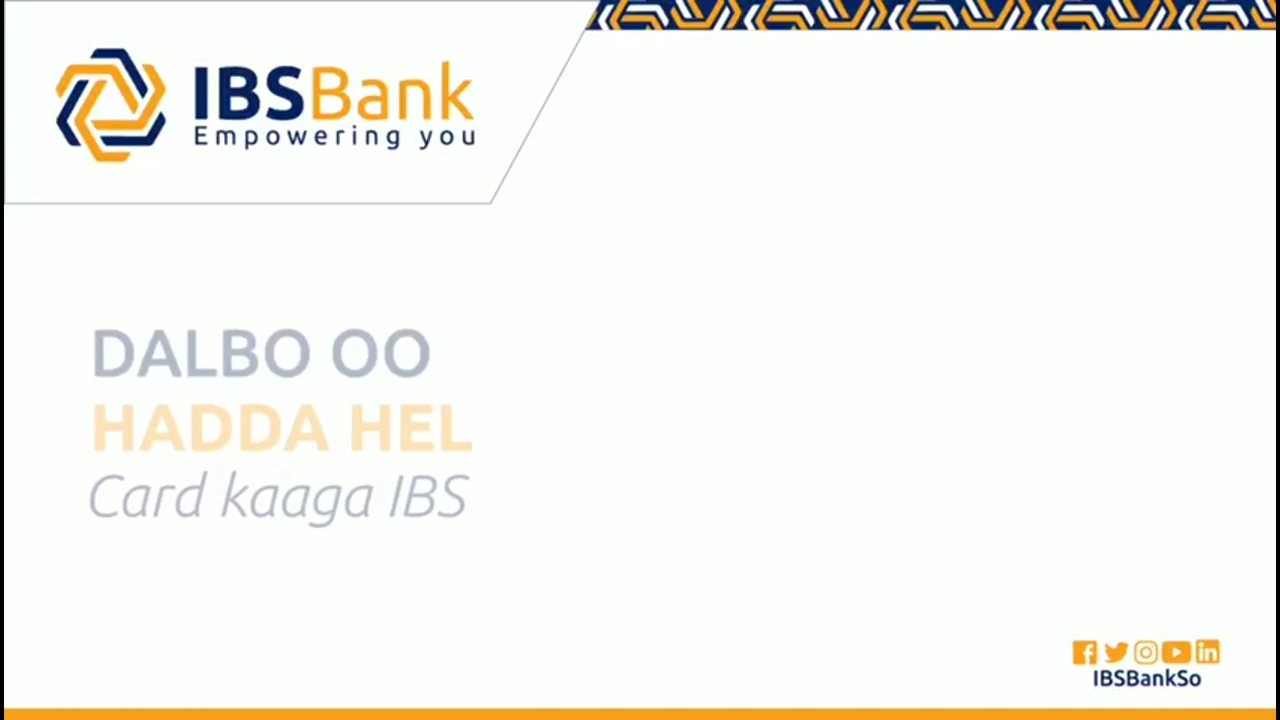 IBSBank
Empowering you
DALBO OO
HADDA HEL
Card kaaga IBS
IBSBankSo